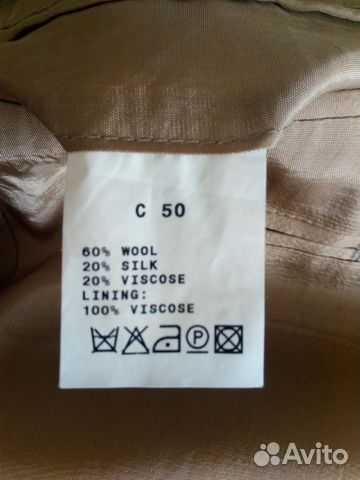 C 50
60% WOOL
20% SILK
20% VISCOSE
LINING:
100% VISCOSE
P
Avito